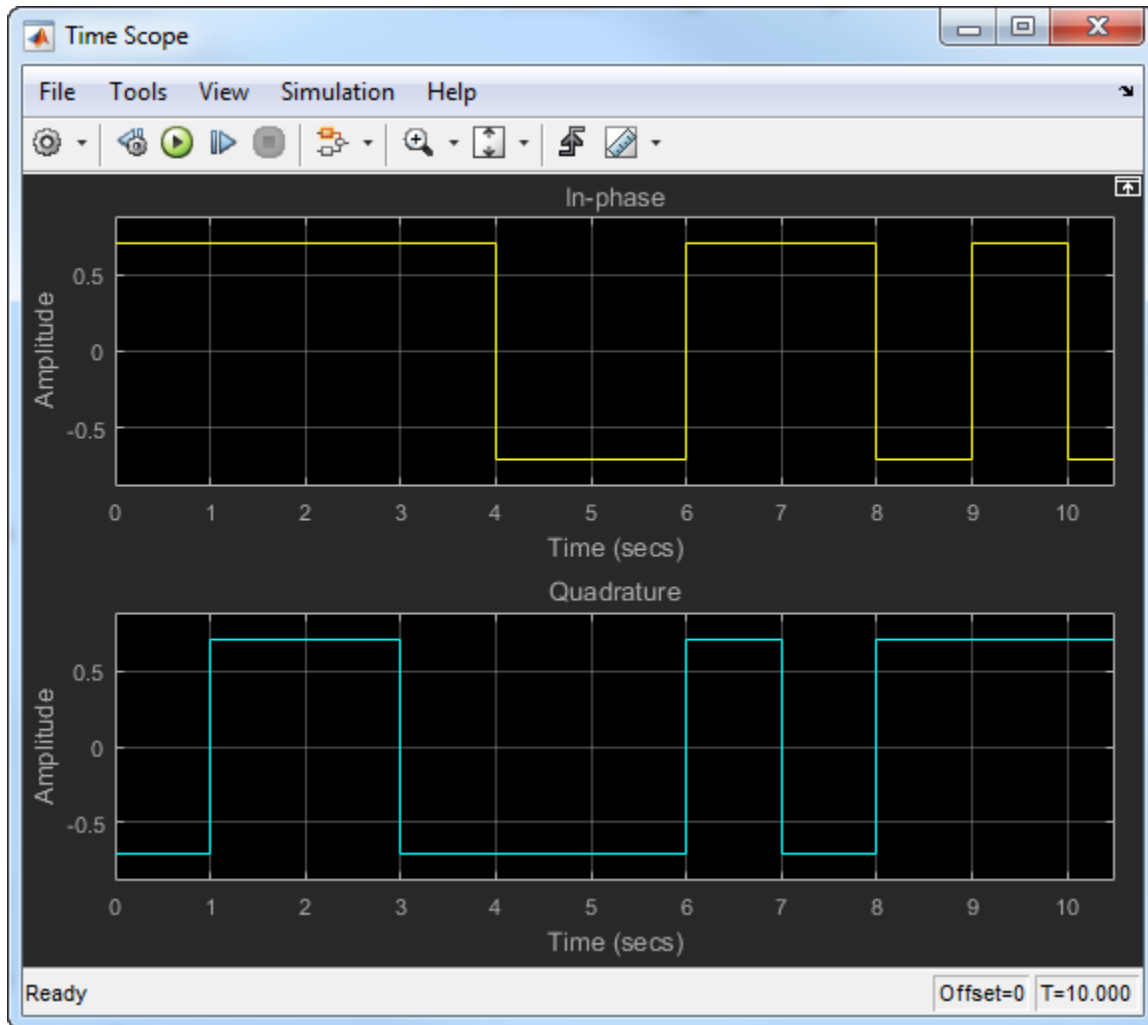 Time Scope
File Tools View Simulation Help
In-phase
Amplitude
0.5
0
-0.5
0 1 2 3 4 5 6 7 8 9 10
Time (secs)
Quadrature
Amplitude
0.5
0
-0.5
0 1 2 3 4 5 6 7 8 9 10
Time (secs)
Ready Offset=0 T=10.000